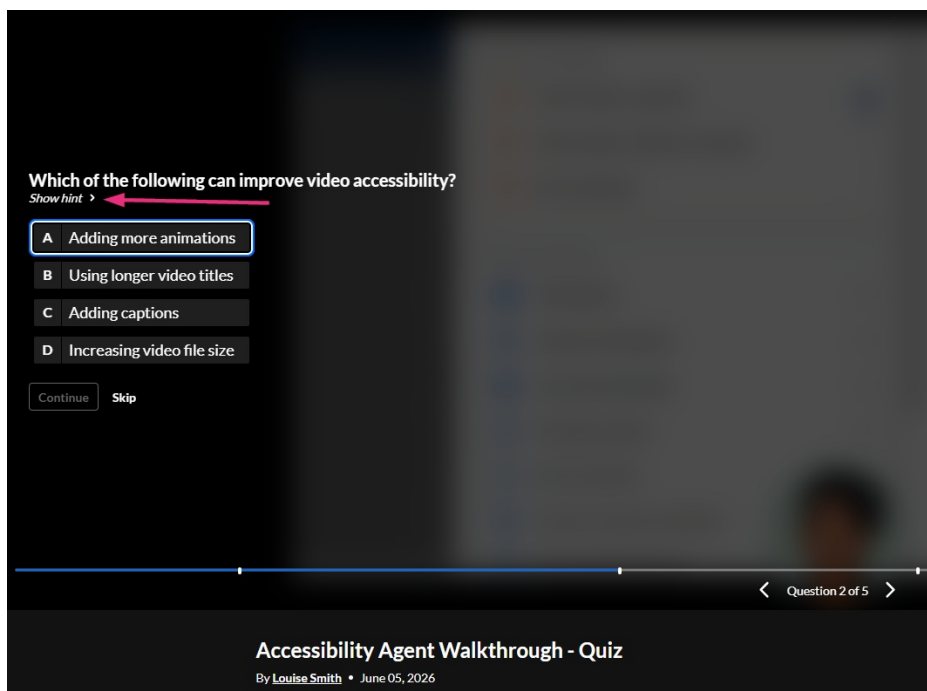 Which of the following can improve video accessibility?
Show hint >
A Adding more animations
B Using longer video titles
C Adding captions
D Increasing video file size
Continue Skip
Question 2 of 5
Accessibility Agent Walkthrough - Quiz
By Louise Smith • June 05, 2026